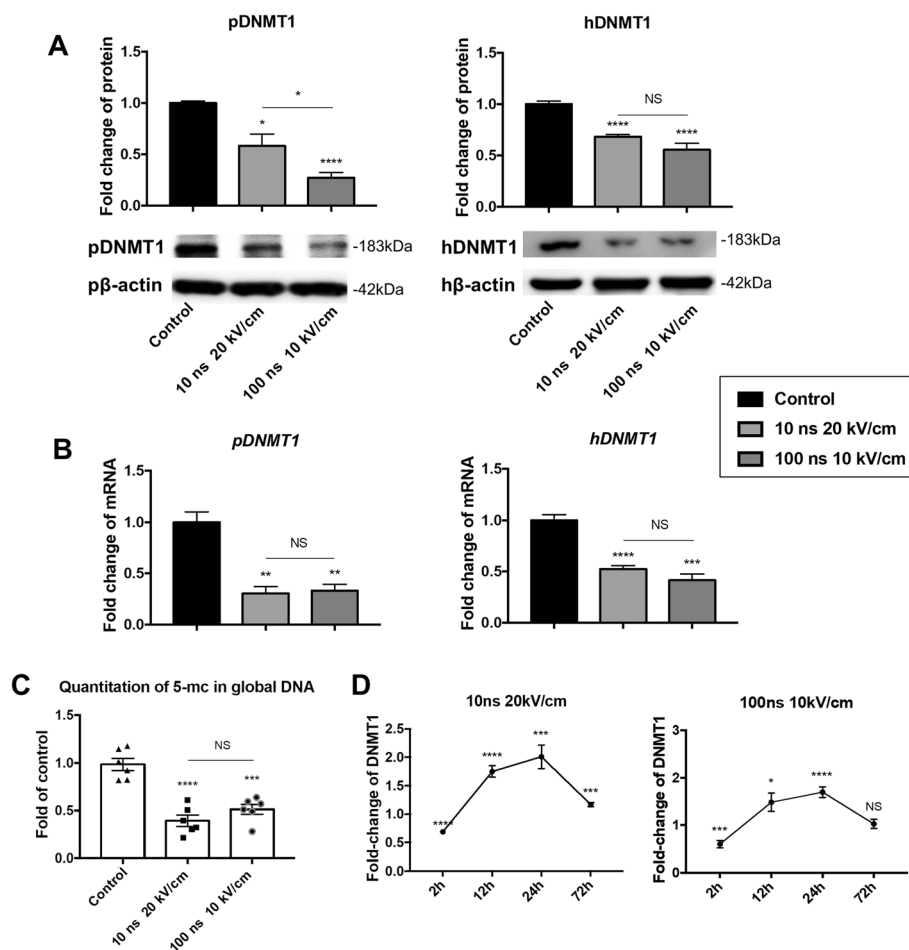 A
pDNMT1
Fold change of protein
1.5
1.0
0.5
0.0
*
****
*
pDNMT1
-183kDa
pβ-actin
-42kDa
Control
10 ns 20 kV/cm
100 ns 10 kV/cm
hDNMT1
Fold change of protein
1.5
1.0
0.5
0.0
****
****
NS
hDNMT1
-183kDa
hβ-actin
-42kDa
Control
10 ns 20 kV/cm
100 ns 10 kV/cm
Control
10 ns 20 kV/cm
100 ns 10 kV/cm
B
pDNMT1
Fold change of mRNA
1.5
1.0
0.5
0.0
NS
**
**
hDNMT1
Fold change of mRNA
1.5
1.0
0.5
0.0
NS
****
***
C
Quantitation of 5-mc in global DNA
Fold of control
1.5
1.0
0.5
0.0
NS
****
***
Control
10 ns 20 kV/cm
100 ns 10 kV/cm
D
10ns 20kV/cm
Fold-change of DNMT1
2.5
2.0
1.5
1.0
0.5
0.0
****
****
***
***
2h
12h
24h
72h
100ns 10kV/cm
Fold-change of DNMT1
3
2
1
0
***
*
****
NS
2h
12h
24h
72h